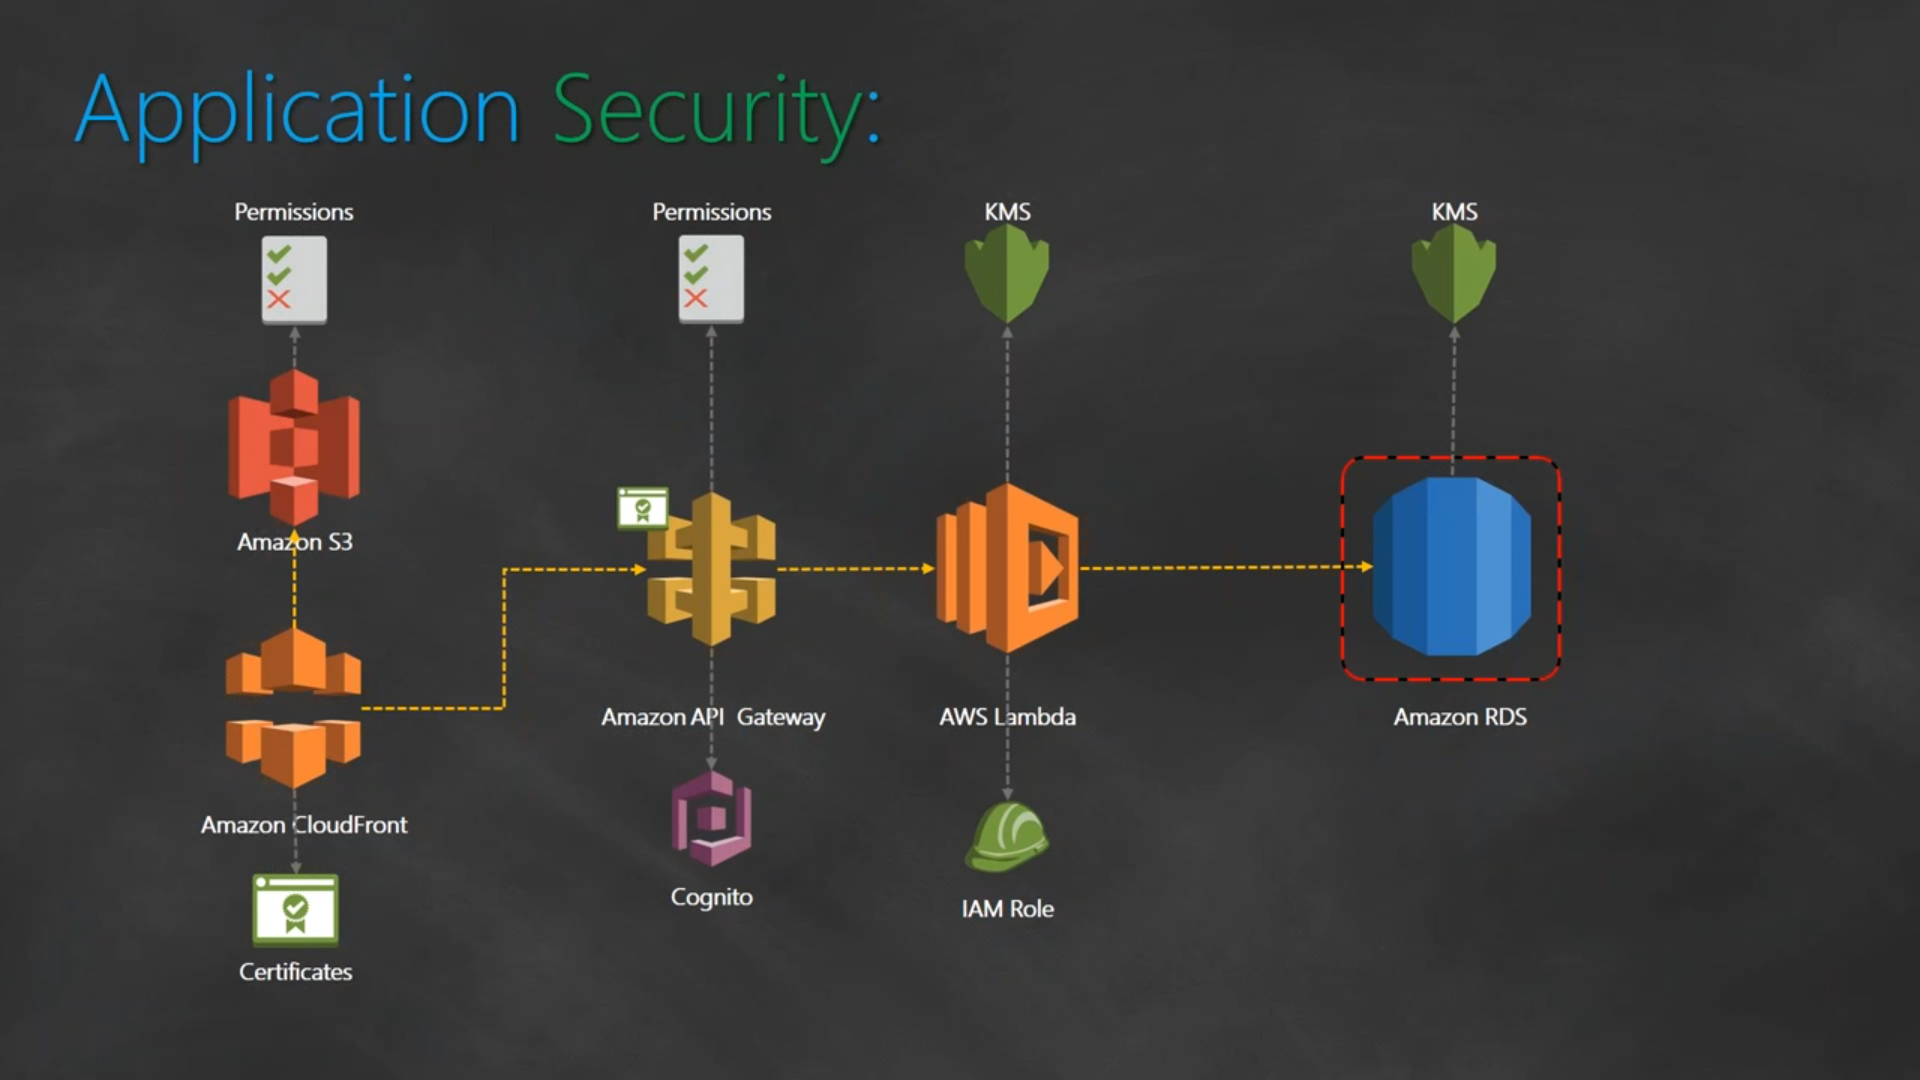 Application Security:
Permissions
Permissions
KMS
KMS
Amazon S3
Amazon API Gateway
AWS Lambda
Amazon RDS
Amazon CloudFront
Cognito
IAM Role
Certificates